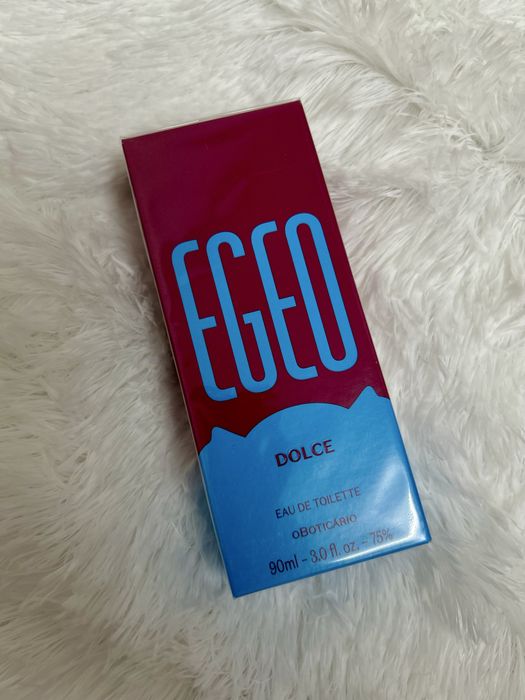 EGEO
DOLCE
EAU DE TOILETTE
oBOTICÁRIO
90ml - 3.0 fl. oz. - 75%